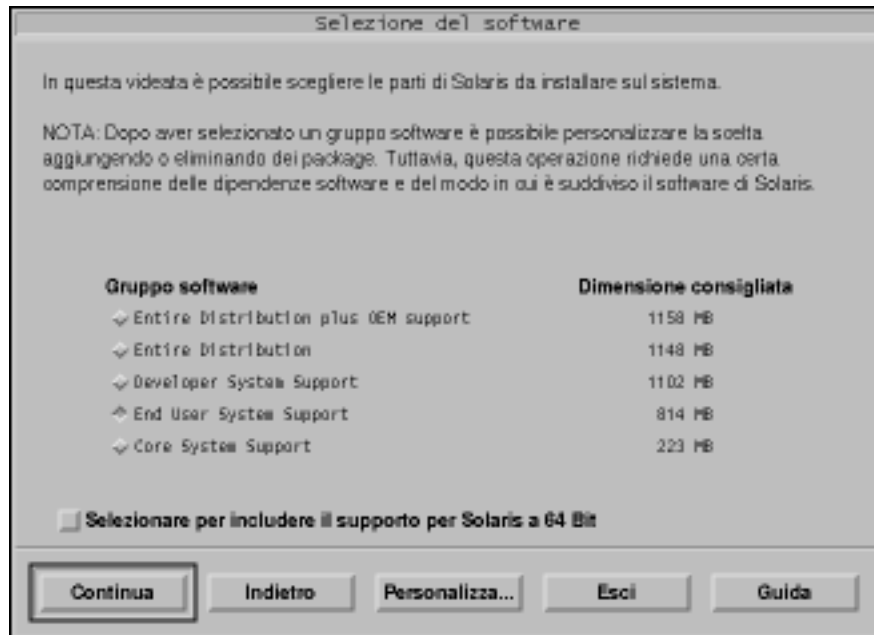 Selezione del software
In questa videata è possibile scegliere le parti di Solaris da installare sul sistema.
NOTA: Dopo aver selezionato un gruppo software è possibile personalizzare la scelta
aggiungendo o eliminando dei package. Tuttavia, questa operazione richiede una certa
comprensione delle dipendenze software e del modo in cui è suddiviso il software di Solaris.
Gruppo software Dimensione consigliata
Entire Distribution plus OEM support 1158 MB
Entire Distribution 1148 MB
Developer System Support 1102 MB
End User System Support 814 MB
Core System Support 223 MB
Selezionare per includere il supporto per Solaris a 64 Bit
Continua Indietro Personalizza... Esci Guida